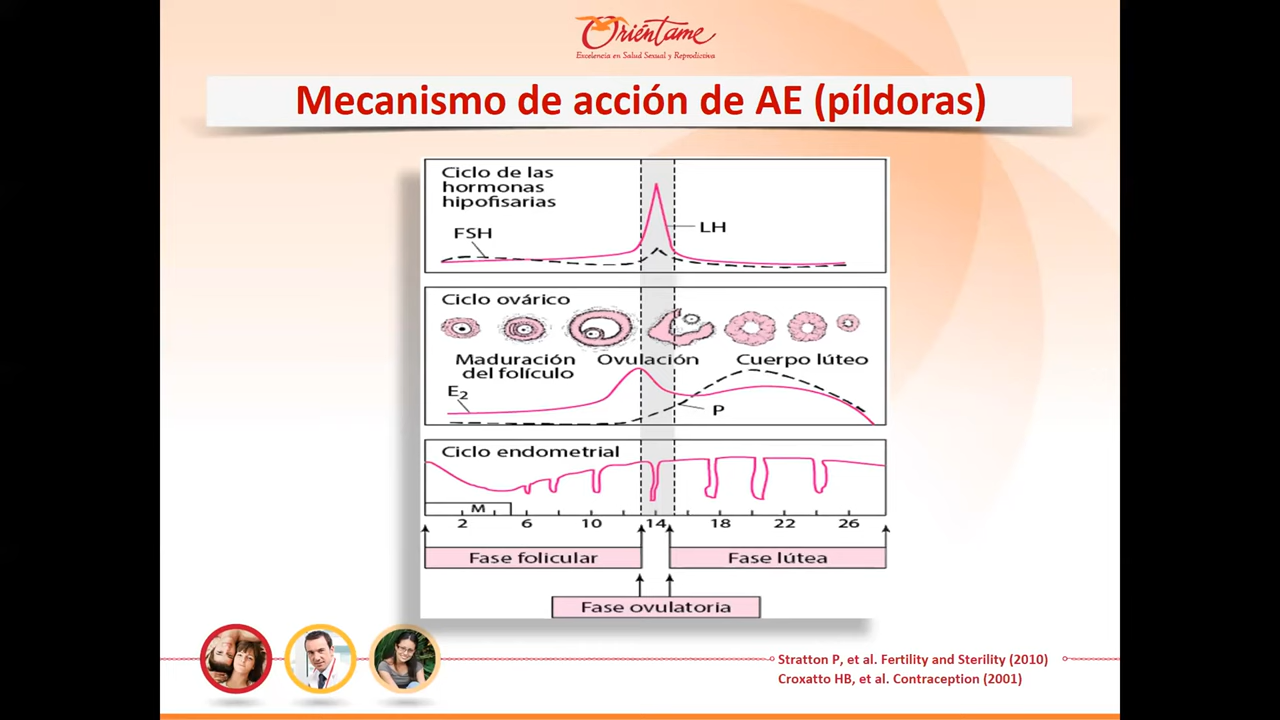 Oriéntame
Excelencia en Salud Sexual y Reproductiva
Mecanismo de acción de AE (píldoras)
Ciclo de las
hormonas
hipofisarias
FSH
LH
Ciclo ovárico
Maduración
del folículo
Ovulación
Cuerpo lúteo
E2
P
Ciclo endometrial
M
2 6 10 14 18 22 26
Fase folicular
Fase lútea
Fase ovulatoria
Stratton P, et al. Fertility and Sterility (2010)
Croxatto HB, et al. Contraception (2001)